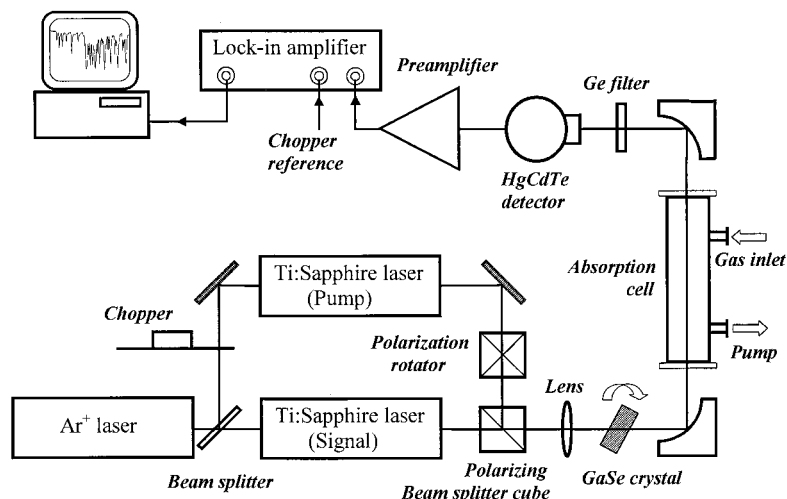 Lock-in amplifier
Preamplifier
Ge filter
Chopper
reference
HgCdTe
detector
Gas inlet
Absorption
cell
Pump
Ti:Sapphire laser
(Pump)
Chopper
Polarization
rotator
Lens
Ar⁺ laser
Ti:Sapphire laser
(Signal)
Beam splitter
Polarizing
Beam splitter cube
GaSe crystal